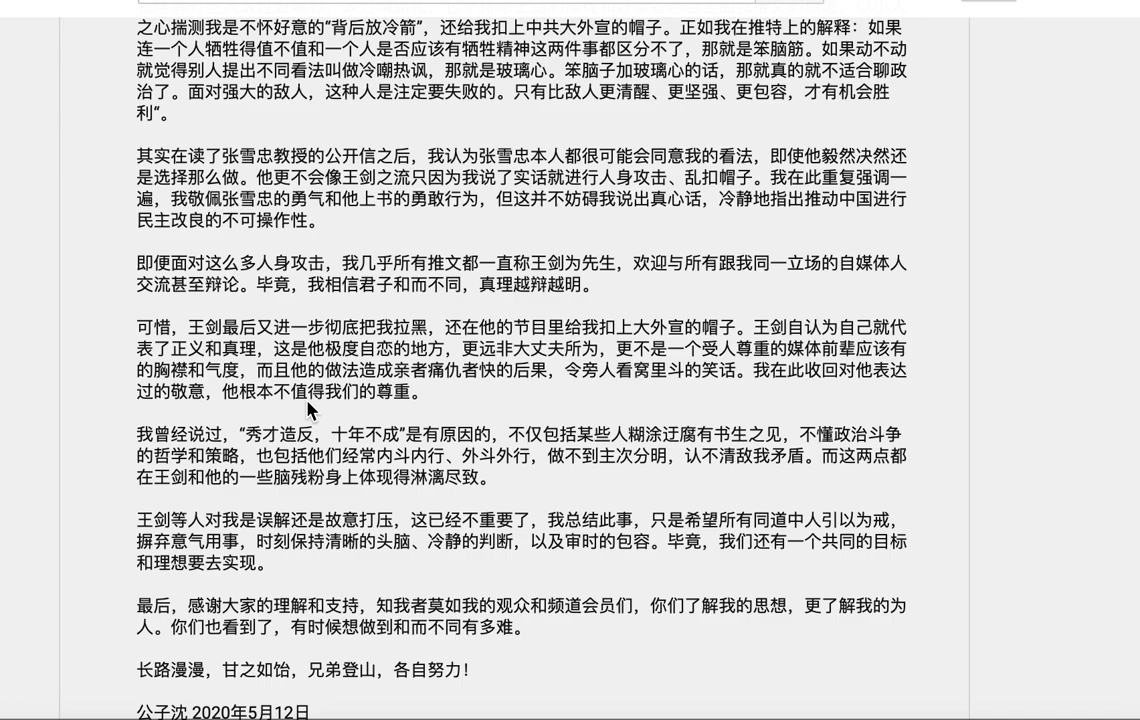 之心揣测我是不怀好意的“背后放冷箭”，还给我扣上中共大外宣的帽子。正如我在推特上的解释：如果
连一个人牺牲得值不值和一个人是否应该有牺牲精神这两件事都区分不了，那就是笨脑筋。如果动不动
就觉得别人提出不同看法叫做冷嘲热讽，那就是玻璃心。笨脑子加玻璃心的话，那就真的就不适合聊政
治了。面对强大的敌人，这种人是注定要失败的。只有比敌人更清醒、更坚强、更包容，才有机会胜
利”。
其实在读了张雪忠教授的公开信之后，我认为张雪忠本人都很可能会同意我的看法，即使他毅然决然还
是选择那么做。他更不会像王剑之流只因为我说了实话就进行人身攻击、乱扣帽子。我在此重复强调一
遍，我敬佩张雪忠的勇气和他上书的勇敢行为，但这并不妨碍我说出真心话，冷静地指出推动中国进行
民主改良的不可操作性。
即便面对这么多人身攻击，我几乎所有推文都一直称王剑为先生，欢迎与所有跟我同一立场的自媒体人
交流甚至辩论。毕竟，我相信君子和而不同，真理越辩越明。
可惜，王剑最后又进一步彻底把我拉黑，还在他的节目里给我扣上大外宣的帽子。王剑自认为自己就代
表了正义和真理，这是他极度自恋的地方，更远非大丈夫所为，更不是一个受人尊重的媒体前辈应该有
的胸襟和气度，而且他的做法造成亲者痛仇者快的后果，令旁人看窝里斗的笑话。我在此收回对他表达
过的敬意，他根本不值得我们的尊重。
我曾经说过，“秀才造反，十年不成”是有原因的，不仅包括某些人糊涂迂腐有书生之见，不懂政治斗争
的哲学和策略，也包括他们经常内斗内行、外斗外行，做不到主次分明，认不清敌我矛盾。而这两点都
在王剑和他的一些脑残粉身上体现得淋漓尽致。
王剑等人对我是误解还是故意打压，这已经不重要了，我总结此事，只是希望所有同道中人引以为戒，
摒弃意气用事，时刻保持清晰的头脑、冷静的判断，以及审时的包容。毕竟，我们还有一个共同的目标
和理想要去实现。
最后，感谢大家的理解和支持，知我者莫如我的观众和频道会员们，你们了解我的思想，更了解我的为
人。你们也看到了，有时候想做到和而不同有多难。
长路漫漫，甘之如饴，兄弟登山，各自努力！
公子沈 2020年5月12日